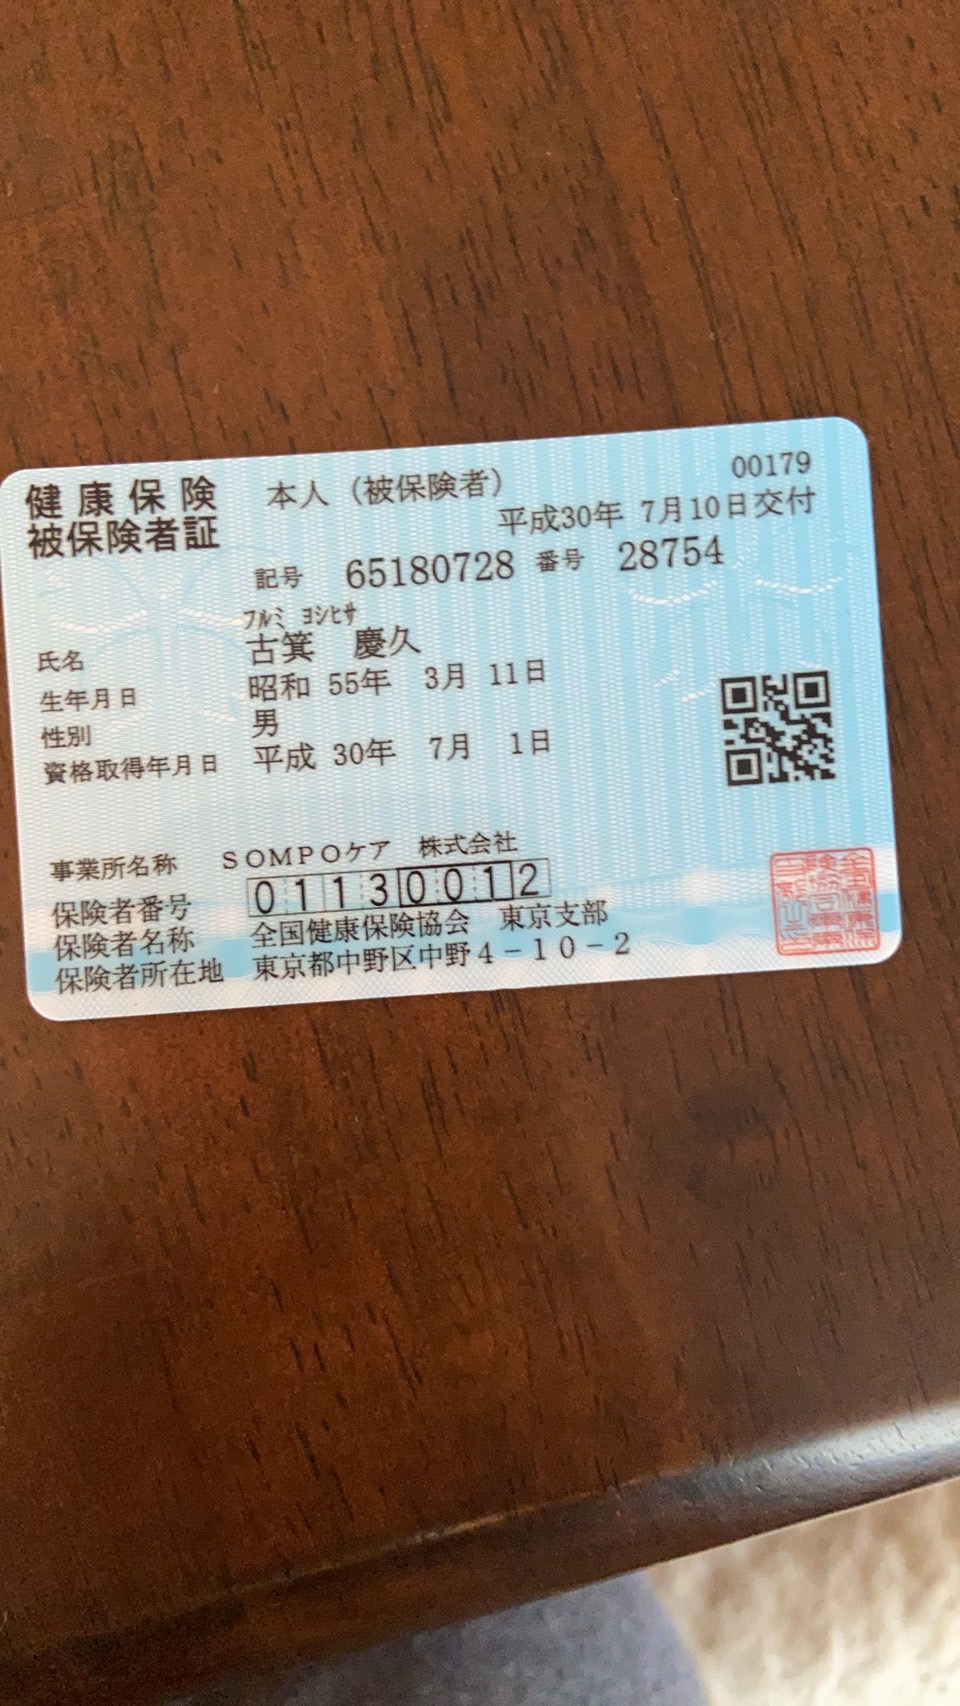 健康保険 本人（被保険者） 00179
被保険者証 平成30年 7月10日交付
記号 65180728 番号 28754
ﾌﾙﾐ ﾖｼﾋｻ
氏名 古箕 慶久
生年月日 昭和 55年 3月 11日
性別 男
資格取得年月日 平成 30年 7月 1日
事業所名称 ＳＯＭＰＯケア 株式会社
保険者番号 01130012
保険者名称 全国健康保険協会 東京支部
保険者所在地 東京都中野区中野４－１０－２